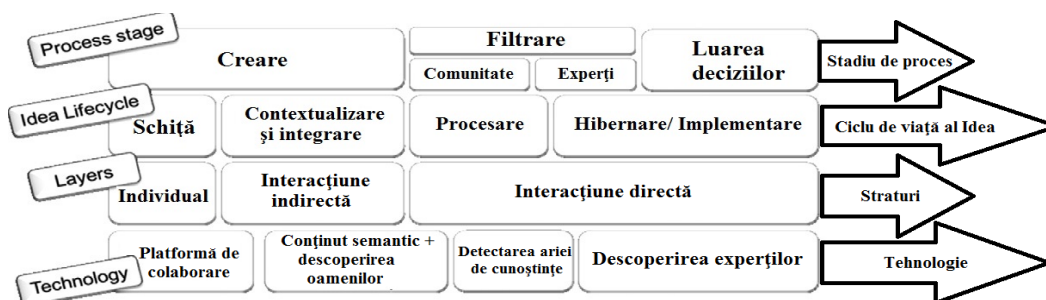 Process stage
Creare
Filtrare
Comunitate
Experţi
Luarea
deciziilor
Stadiu de proces
Idea Lifecycle
Schiţă
Contextualizare
şi integrare
Procesare
Hibernare/ Implementare
Ciclu de viaţă al Idea
Layers
Individual
Interacţiune
indirectă
Interacţiune directă
Straturi
Technology
Platformă de
colaborare
Conţinut semantic +
descoperirea
oamenilor
Detectarea ariei
de cunoştinţe
Descoperirea experţilor
Tehnologie